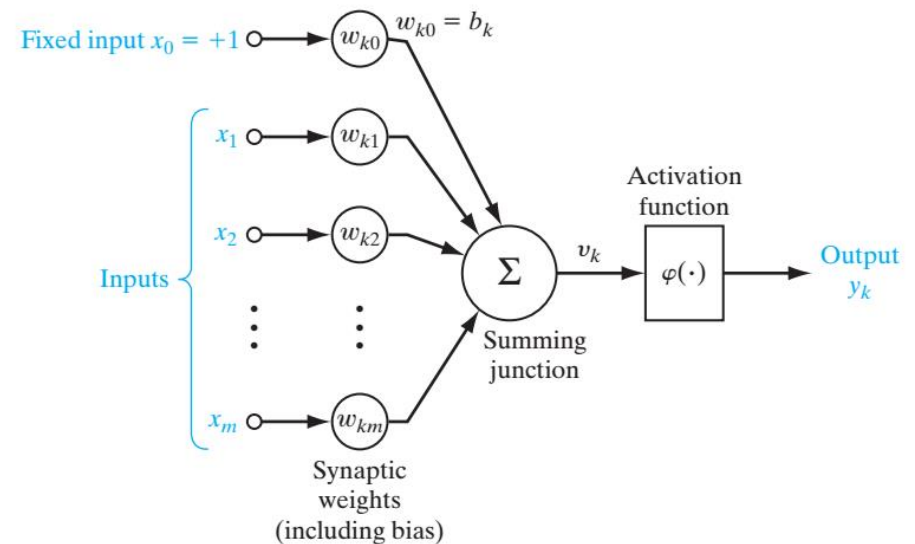 Fixed input x₀ = +1
wₖ₀
wₖ₀ = bₖ
x₁
wₖ₁
x₂
wₖ₂
Inputs
xₘ
wₖₘ
Σ
Summing
junction
vₖ
Activation
function
φ(·)
Output
yₖ
Synaptic
weights
(including bias)